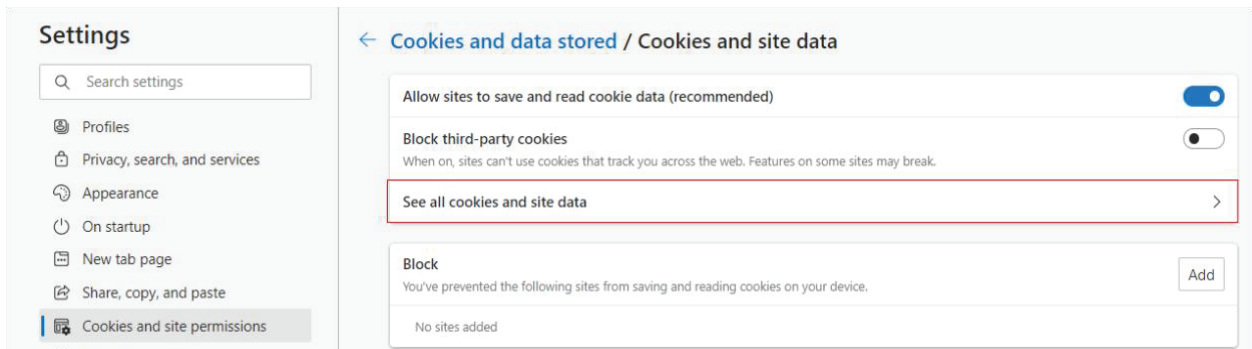 Settings
Search settings
Profiles
Privacy, search, and services
Appearance
On startup
New tab page
Share, copy, and paste
Cookies and site permissions
Cookies and data stored / Cookies and site data
Allow sites to save and read cookie data (recommended)
Block third-party cookies
When on, sites can't use cookies that track you across the web. Features on some sites may break.
See all cookies and site data
Block
You've prevented the following sites from saving and reading cookies on your device.
Add
No sites added